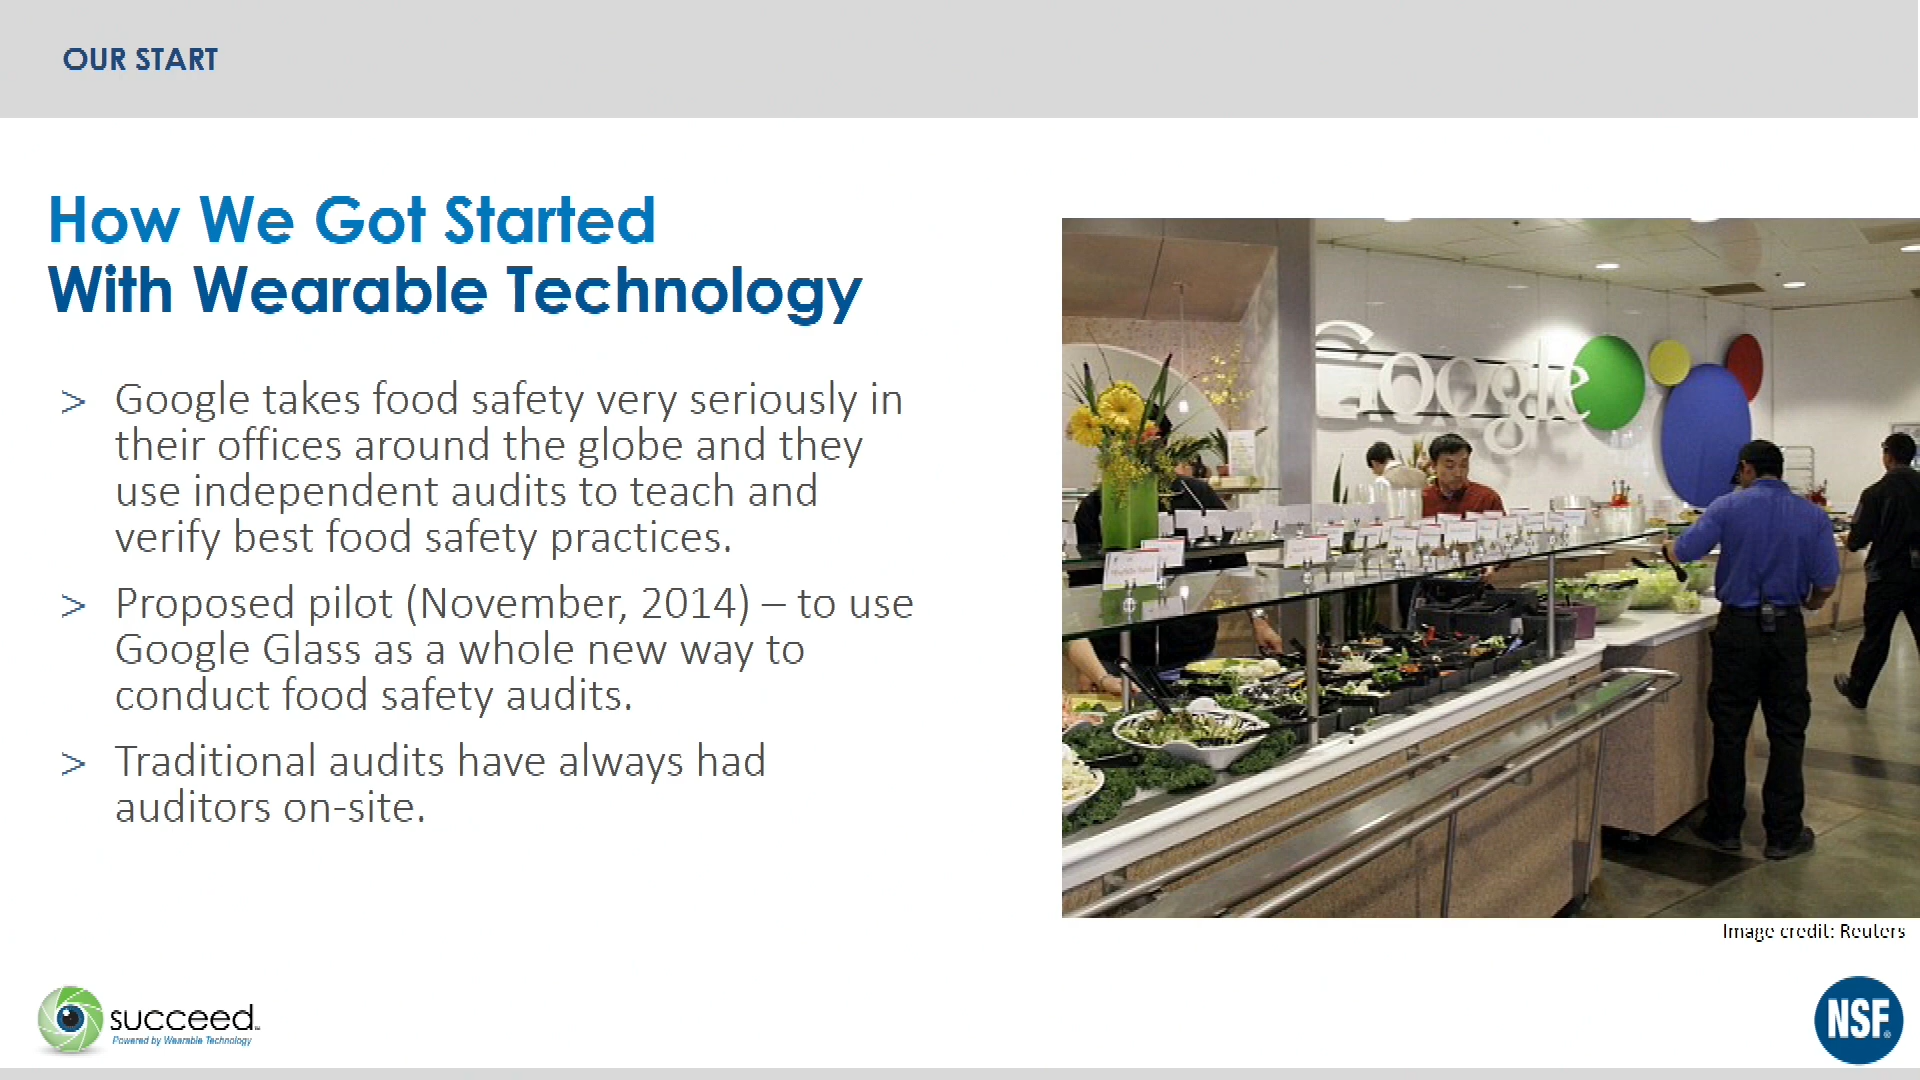 OUR START
How We Got Started
With Wearable Technology
> Google takes food safety very seriously in
their offices around the globe and they
use independent audits to teach and
verify best food safety practices.
> Proposed pilot (November, 2014) – to use
Google Glass as a whole new way to
conduct food safety audits.
> Traditional audits have always had
auditors on-site.
Google
Image credit: Reuters
succeed
Powered by Wearable Technology
NSF®